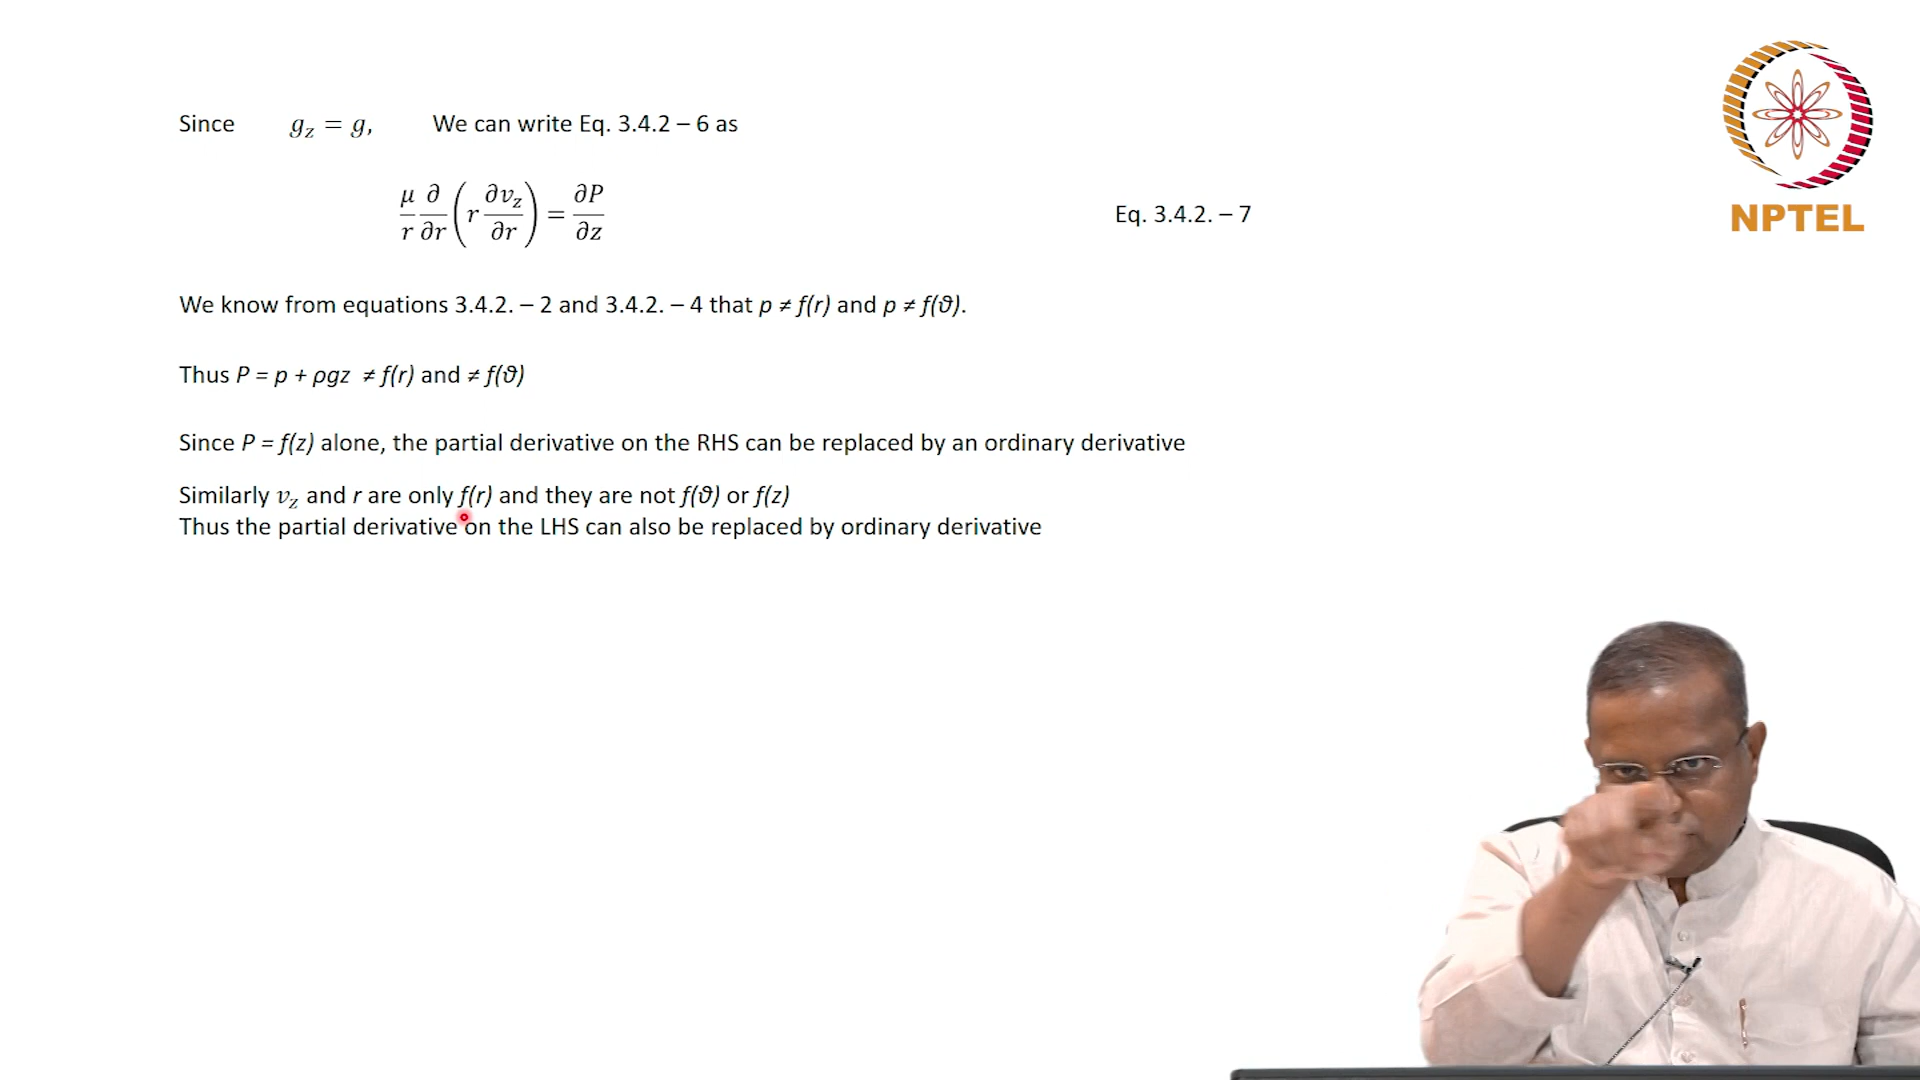 Since g_z = g, We can write Eq. 3.4.2 – 6 as
μ/r ∂/∂r (r ∂v_z/∂r) = ∂P/∂z Eq. 3.4.2. – 7
We know from equations 3.4.2. – 2 and 3.4.2. – 4 that p ≠ f(r) and p ≠ f(ϑ).
Thus P = p + ρgz ≠ f(r) and ≠ f(ϑ)
Since P = f(z) alone, the partial derivative on the RHS can be replaced by an ordinary derivative
Similarly v_z and r are only f(r) and they are not f(ϑ) or f(z)
Thus the partial derivative on the LHS can also be replaced by ordinary derivative
NPTEL